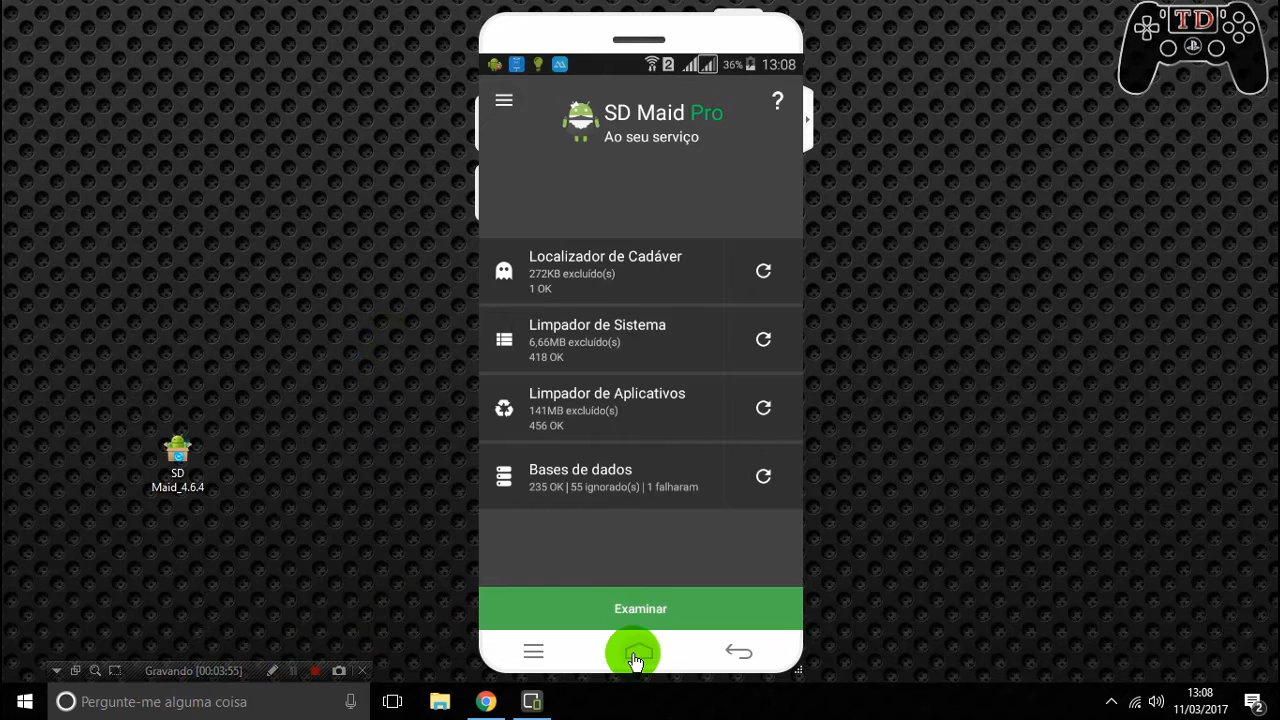 TD
2
36%
13:08
SD Maid Pro
?
Ao seu serviço
Localizador de Cadáver
272KB excluído(s)
1 OK
Limpador de Sistema
6,66MB excluído(s)
418 OK
Limpador de Aplicativos
141MB excluído(s)
456 OK
Bases de dados
235 OK | 55 ignorado(s) | 1 falharam
Examinar
SD
Maid_4.6.4
Gravando [00:03:55]
Pergunte-me alguma coisa
13:08
11/03/2017
2